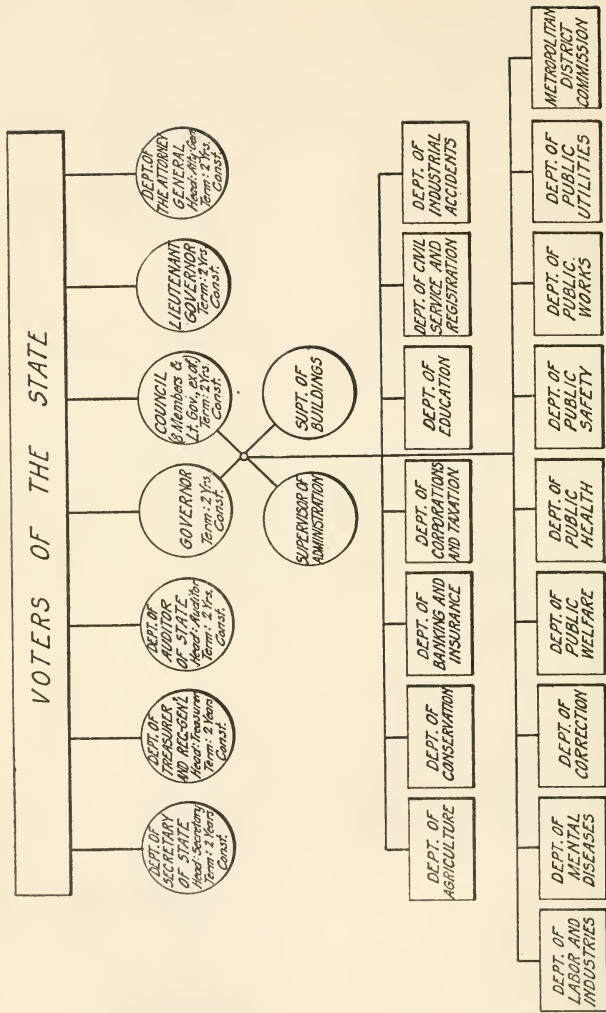 VOTERS OF THE STATE
DEPT. OF
SECRETARY
OF STATE
Head: Secretary
Term: 2 Years
Const.
DEPT. OF
TREASURER
AND REC.-GEN'L
Head: Treasurer
Term: 2 Years
Const.
DEPT. OF
AUDITOR
OF STATE
Head: Auditor
Term: 2 Yrs.
Const.
GOVERNOR
Term: 2 Yrs.
Const.
COUNCIL
(8 Members &
Lt. Gov., ex of.)
Term: 2 Yrs.
Const.
LIEUTENANT
GOVERNOR
Term: 2 Yrs.
Const.
DEPT. OF
THE ATTORNEY
GENERAL
Head: Atty. Gen.
Term: 2 Yrs.
Const.
SUPERVISOR OF
ADMINISTRATION
SUPT. OF
BUILDINGS
DEPT. OF
AGRICULTURE
DEPT. OF
CONSERVATION
DEPT. OF
BANKING AND
INSURANCE
DEPT. OF
CORPORATIONS
AND TAXATION
DEPT. OF
EDUCATION
DEPT. OF CIVIL
SERVICE AND
REGISTRATION
DEPT. OF
INDUSTRIAL
ACCIDENTS
DEPT. OF
LABOR AND
INDUSTRIES
DEPT. OF
MENTAL
DISEASES
DEPT. OF
CORRECTION
DEPT. OF
PUBLIC
WELFARE
DEPT. OF
PUBLIC
HEALTH
DEPT. OF
PUBLIC
SAFETY
DEPT. OF
PUBLIC
WORKS
DEPT. OF
PUBLIC
UTILITIES
METROPOLITAN
DISTRICT
COMMISSION